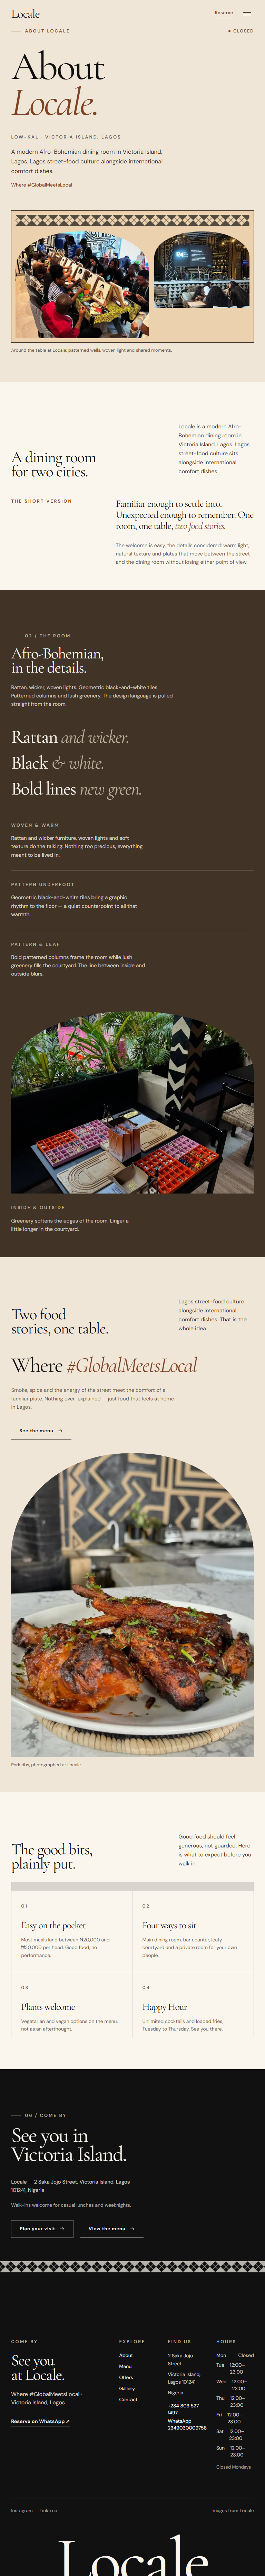 Locale
Reserve
ABOUT LOCALE
CLOSED
About
Locale.
LOW-KAL · VICTORIA ISLAND, LAGOS
A modern Afro-Bohemian dining room in Victoria Island,
Lagos. Lagos street-food culture alongside international
comfort dishes.
Where #GlobalMeetsLocal
Around the table at Locale: patterned walls, woven light and shared moments.
A dining room
for two cities.
Locale is a modern Afro-
Bohemian dining room in
Victoria Island, Lagos. Lagos
street-food culture sits
alongside international
comfort dishes.
THE SHORT VERSION
Familiar enough to settle into.
Unexpected enough to remember. One
room, one table, two food stories.
The welcome is easy, the details considered: warm light,
natural texture and plates that move between the street
and the dining room without losing either point of view.
02 / THE ROOM
Afro-Bohemian,
in the details.
Rattan, wicker, woven lights. Geometric black-and-white tiles.
Patterned columns and lush greenery. The design language is pulled
straight from the room.
Rattan and wicker.
Black & white.
Bold lines new green.
WOVEN & WARM
Rattan and wicker furniture, woven lights and soft
texture do the talking. Nothing too precious, everything
meant to be lived in.
PATTERN UNDERFOOT
Geometric black-and-white tiles bring a graphic
rhythm to the floor — a quiet counterpoint to all that
warmth.
PATTERN & LEAF
Bold patterned columns frame the room while lush
greenery fills the courtyard. The line between inside and
outside blurs.
INSIDE & OUTSIDE
Greenery softens the edges of the room. Linger a
little longer in the courtyard.
Two food
stories, one table.
Lagos street-food culture
alongside international
comfort dishes. That is the
whole idea.
Where #GlobalMeetsLocal
Smoke, spice and the energy of the street meet the comfort of a
familiar plate. Nothing over-explained — just food that feels at home
in Lagos.
See the menu →
Pork ribs, photographed at Locale.
The good bits,
plainly put.
Good food should feel
generous, not guarded. Here
is what to expect before you
walk in.
01
Easy on the pocket
Most meals land between ₦20,000 and
₦30,000 per head. Good food, no
performance.
02
Four ways to sit
Main dining room, bar counter, leafy
courtyard and a private room for your own
people.
03
Plants welcome
Vegetarian and vegan options on the menu,
not as an afterthought.
04
Happy Hour
Unlimited cocktails and loaded fries,
Tuesday to Thursday. See you there.
06 / COME BY
See you in
Victoria Island.
Locale — 2 Saka Jojo Street, Victoria Island, Lagos
101241, Nigeria
Walk-ins welcome for casual lunches and weeknights.
Plan your visit →
View the menu →
COME BY
See you
at Locale.
Where #GlobalMeetsLocal ·
Victoria Island, Lagos
Reserve on WhatsApp ↗
EXPLORE
About
Menu
Offers
Gallery
Contact
FIND US
2 Saka Jojo
Street
Victoria Island,
Lagos 101241
Nigeria
+234 803 527
1497
WhatsApp
2349030009758
HOURS
Mon Closed
Tue 12:00–
23:00
Wed 12:00–
23:00
Thu 12:00–
23:00
Fri 12:00–
23:00
Sat 12:00–
23:00
Sun 12:00–
23:00
Closed Mondays
Instagram
Linktree
Images from Locale
Locale